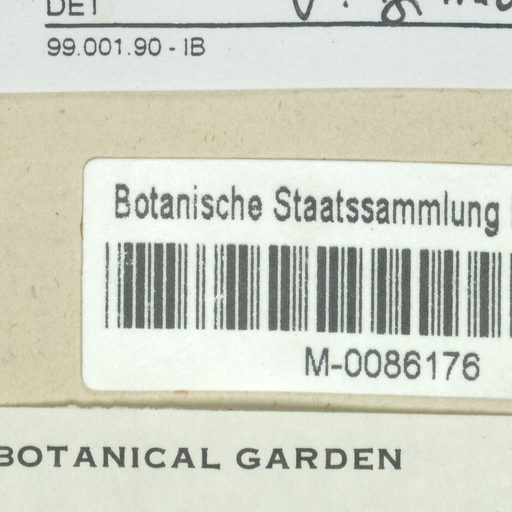 DET
99.001.90 - IB
Botanische Staatssammlung
M-0086176
BOTANICAL GARDEN